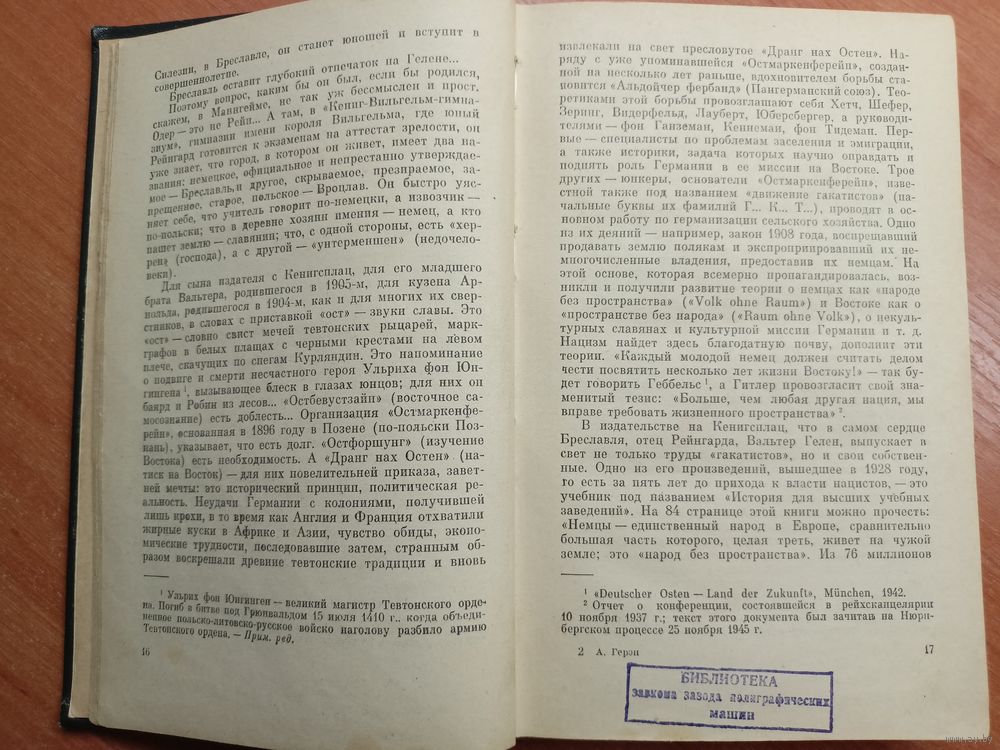 Силезии, в Бреславле, он станет юношей и вступит в
совершеннолетие.
Бреславль оставит глубокий отпечаток на Гелене...
Поэтому вопрос, каким бы он был, если бы родился,
скажем, в Маннгейме, не так уж бессмыслен и прост.
Одер — это не Рейн... А там, в «Кениг-Вильгельм-гимна-
зиум», гимназии имени короля Вильгельма, где юный
Рейнгард готовится к экзаменам на аттестат зрелости, он
уже знает, что город, в котором он живет, имеет два на-
звания: немецкое, официальное и непрестанно утверждае-
мое — Бреславль, и другое, скрываемое, презираемое, за-
прещенное, старое, польское — Вроцлав. Он быстро уяс-
няет себе, что учитель говорит по-немецки, а извозчик —
по-польски; что в деревне хозяин имения — немец, а кто
пашет землю — славянин; что, с одной стороны, есть «хер-
рен» (господа), а с другой — «унтерменшен» (недочело-
веки).
Для сына издателя с Кенигсплац, для его младшего
брата Вальтера, родившегося в 1905-м, для кузена Ар-
нольда, родившегося в 1904-м, как и для многих их свер-
стников, в словах с приставкой «ост» — звуки славы. Это
«ост» — словно свист мечей тевтонских рыцарей, марк-
графов в белых плащах с черными крестами на левом
плече, скачущих по снегам Курляндии. Это напоминание
о подвиге и смерти несчастного героя Ульриха фон Юн-
гингена ¹, вызывающее блеск в глазах юнцов; для них он
баярд и Робин из лесов... «Остбевустзайн» (восточное са-
мосознание) есть доблесть... Организация «Остмаркенфе-
рейн», основанная в 1896 году в Позене (по-польски Поз-
нань), указывает, что есть долг. «Остфоршунг» (изучение
Востока) есть необходимость. А «Дранг нах Остен» (на-
тиск на Восток) — для них повелительней приказа, завет-
ней мечты: это исторический принцип, политическая ре-
альность. Неудачи Германии с колониями, получившей
лишь крохи, в то время как Англия и Франция отхватили
жирные куски в Африке и Азии, чувство обиды, эконо-
мические трудности, последовавшие затем, странным об-
разом воскрешали древние тевтонские традиции и вновь
¹ Ульрих фон Юнгинген — великий магистр Тевтонского орде-
на. Погиб в битве под Грюнвальдом 15 июля 1410 г., когда объеди-
ненное польско-литовско-русское войско наголову разбило армию
Тевтонского ордена. — Прим. ред.
16
извлекали на свет пресловутое «Дранг нах Остен». На-
ряду с уже упоминавшейся «Остмаркенферейн», создан-
ной на несколько лет раньше, вдохновителем борьбы ста-
новится «Альдойчер фербанд» (Пангерманский союз). Тео-
ретиками этой борьбы провозглашают себя Хетч, Шефер,
Зеринг, Видерфельд, Лауберт, Юберсбергер, а руководи-
телями — фон Ганземан, Кеннеман, фон Тидеман. Пер-
вые — специалисты по проблемам заселения и эмиграции,
а также историки, задача которых научно оправдать и
поднять роль Германии в ее миссии на Востоке. Трое
других — юнкеры, основатели «Остмаркенферейн», изве-
стной также под названием «движение гакатистов» (на-
чальные буквы их фамилий Г... К... Т...), проводят в ос-
новном работу по германизации сельского хозяйства. Одно
из их деяний — например, закон 1908 года, воспрещавший
продавать землю полякам и экспроприировавший их не-
многочисленные владения, предоставив их немцам. На
этой основе, которая всемерно пропагандировалась, воз-
никли и получили развитие теории о немцах как «народе
без пространства» («Volk ohne Raum») и Востоке как о
«пространстве без народа» («Raum ohne Volk»), о некуль-
турных славянах и культурной миссии Германии и т. д.
Нацизм найдет здесь благодатную почву, дополнит эти
теории. «Каждый молодой немец должен считать делом
чести посвятить несколько лет жизни Востоку!» — так бу-
дет говорить Геббельс ¹, а Гитлер провозгласит свой зна-
менитый тезис: «Больше, чем любая другая нация, мы
вправе требовать жизненного пространства» ².
В издательстве на Кенигсплац, что в самом сердце
Бреславля, отец Рейнгарда, Вальтер Гелен, выпускает в
свет не только труды «гакатистов», но и свои собствен-
ные. Одно из его произведений, вышедшее в 1928 году,
то есть за пять лет до прихода к власти нацистов, — это
учебник под названием «История для высших учебных
заведений». На 84 странице этой книги можно прочесть:
«Немцы — единственный народ в Европе, сравнительно
большая часть которого, целая треть, живет на чужой
земле; это «народ без пространства». Из 76 миллионов
¹ «Deutscher Osten — Land der Zukunft», München, 1942.
² Отчет о конференции, состоявшейся в рейхсканцелярии
10 ноября 1937 г.; текст этого документа был зачитан на Нюрн-
бергском процессе 25 ноября 1945 г.
2 А. Герэн
17
БИБЛИОТЕКА
завкома завода полиграфических
машин